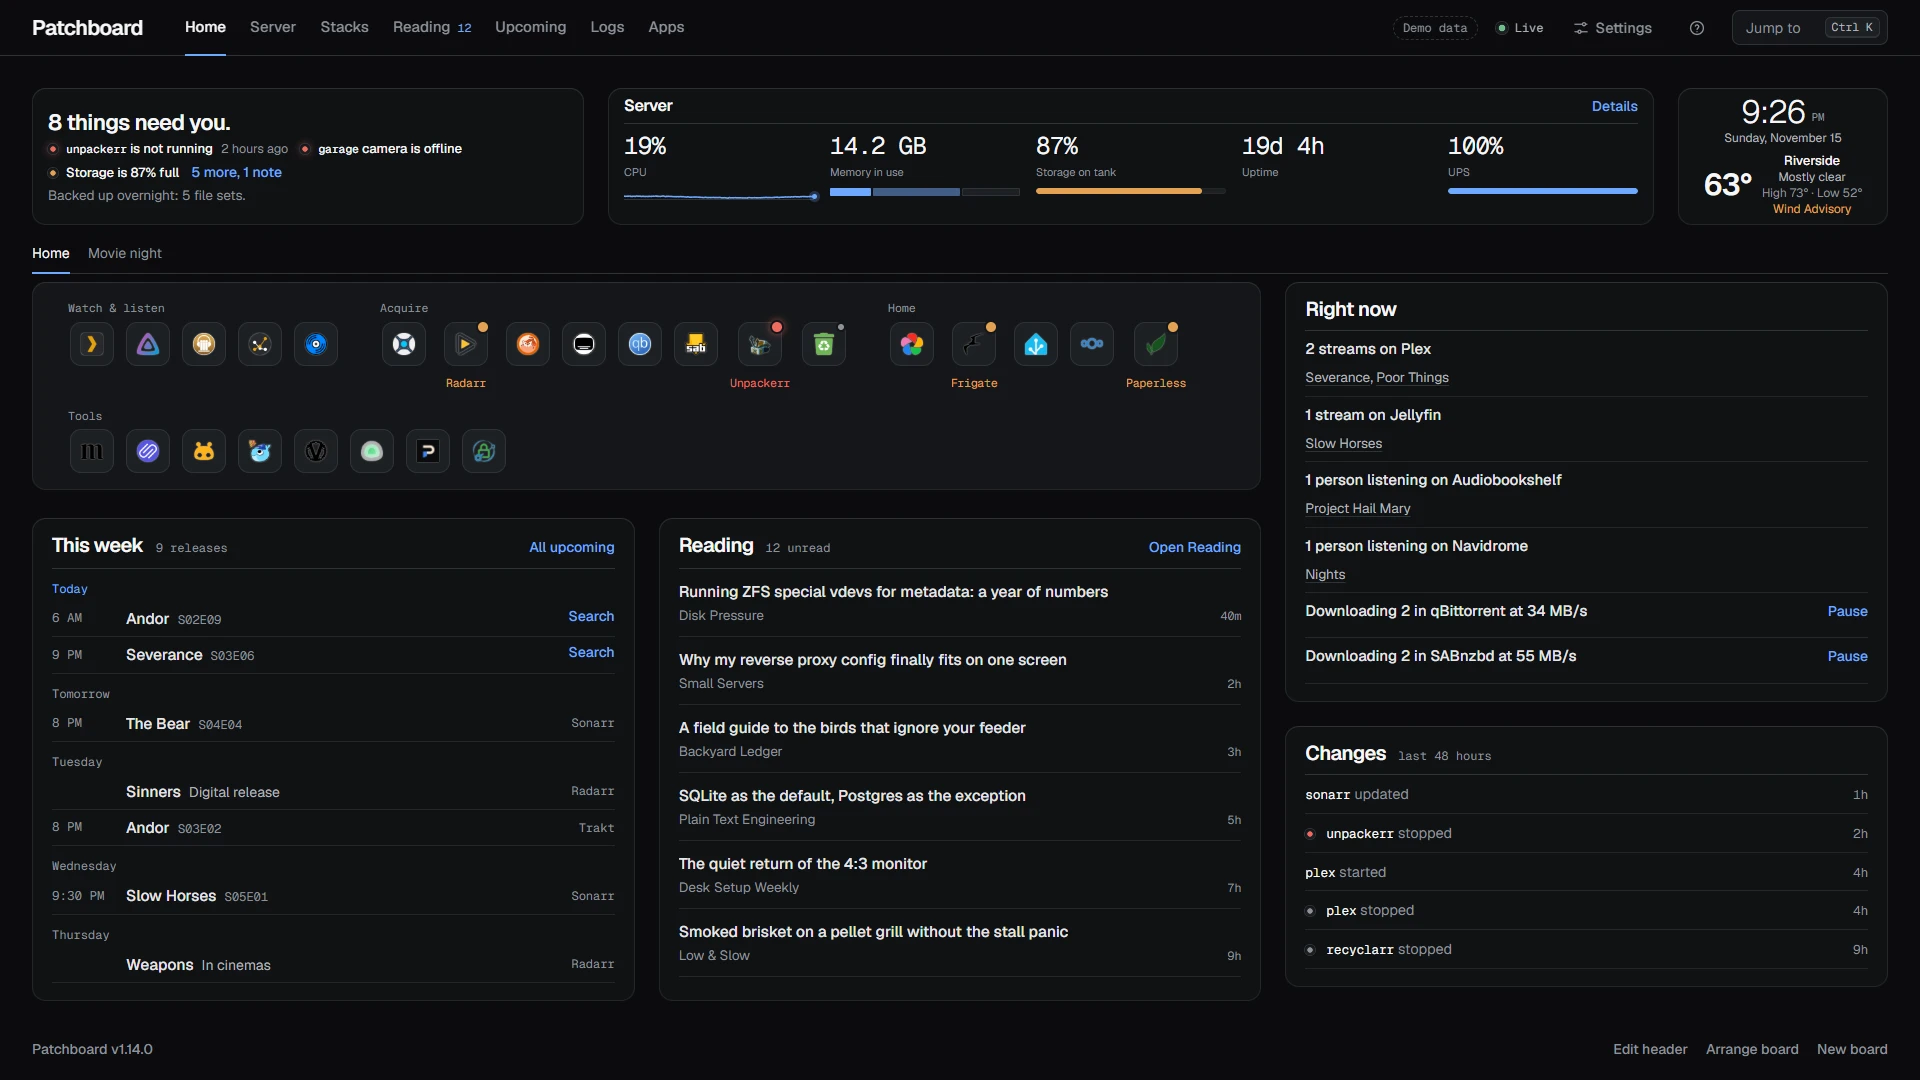 Patchboard Home Server Stacks Reading 12 Upcoming Logs Apps Demo data Live Settings Jump to Ctrl K
8 things need you.
unpackerr is not running 2 hours ago garage camera is offline
Storage is 87% full 5 more, 1 note
Backed up overnight: 5 file sets.
Server Details
19% 14.2 GB 87% 19d 4h 100%
CPU Memory in use Storage on tank Uptime UPS
9:26 PM
Sunday, November 15
63°
Riverside
Mostly clear
High 73° · Low 52°
Wind Advisory
Home Movie night
Watch & listen Acquire Home
qb
sab
Radarr Unpackerr Frigate Paperless
Tools
m
This week 9 releases All upcoming
Today
6 AM Andor S02E09 Search
9 PM Severance S03E06 Search
Tomorrow
8 PM The Bear S04E04 Sonarr
Tuesday
Sinners Digital release Radarr
8 PM Andor S03E02 Trakt
Wednesday
9:30 PM Slow Horses S05E01 Sonarr
Thursday
Weapons In cinemas Radarr
Reading 12 unread Open Reading
Running ZFS special vdevs for metadata: a year of numbers
Disk Pressure 40m
Why my reverse proxy config finally fits on one screen
Small Servers 2h
A field guide to the birds that ignore your feeder
Backyard Ledger 3h
SQLite as the default, Postgres as the exception
Plain Text Engineering 5h
The quiet return of the 4:3 monitor
Desk Setup Weekly 7h
Smoked brisket on a pellet grill without the stall panic
Low & Slow 9h
Right now
2 streams on Plex
Severance, Poor Things
1 stream on Jellyfin
Slow Horses
1 person listening on Audiobookshelf
Project Hail Mary
1 person listening on Navidrome
Nights
Downloading 2 in qBittorrent at 34 MB/s Pause
Downloading 2 in SABnzbd at 55 MB/s Pause
Changes last 48 hours
sonarr updated 1h
unpackerr stopped 2h
plex started 4h
plex stopped 4h
recyclarr stopped 9h
Patchboard v1.14.0 Edit header Arrange board New board